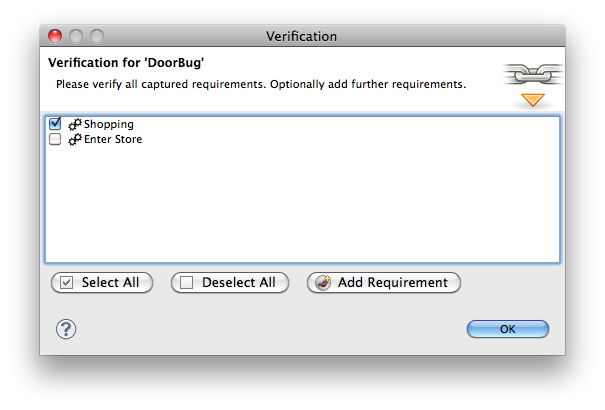 Verification
Verification for 'DoorBug'
Please verify all captured requirements. Optionally add further requirements.
Shopping
Enter Store
Select All
Deselect All
Add Requirement
?
OK